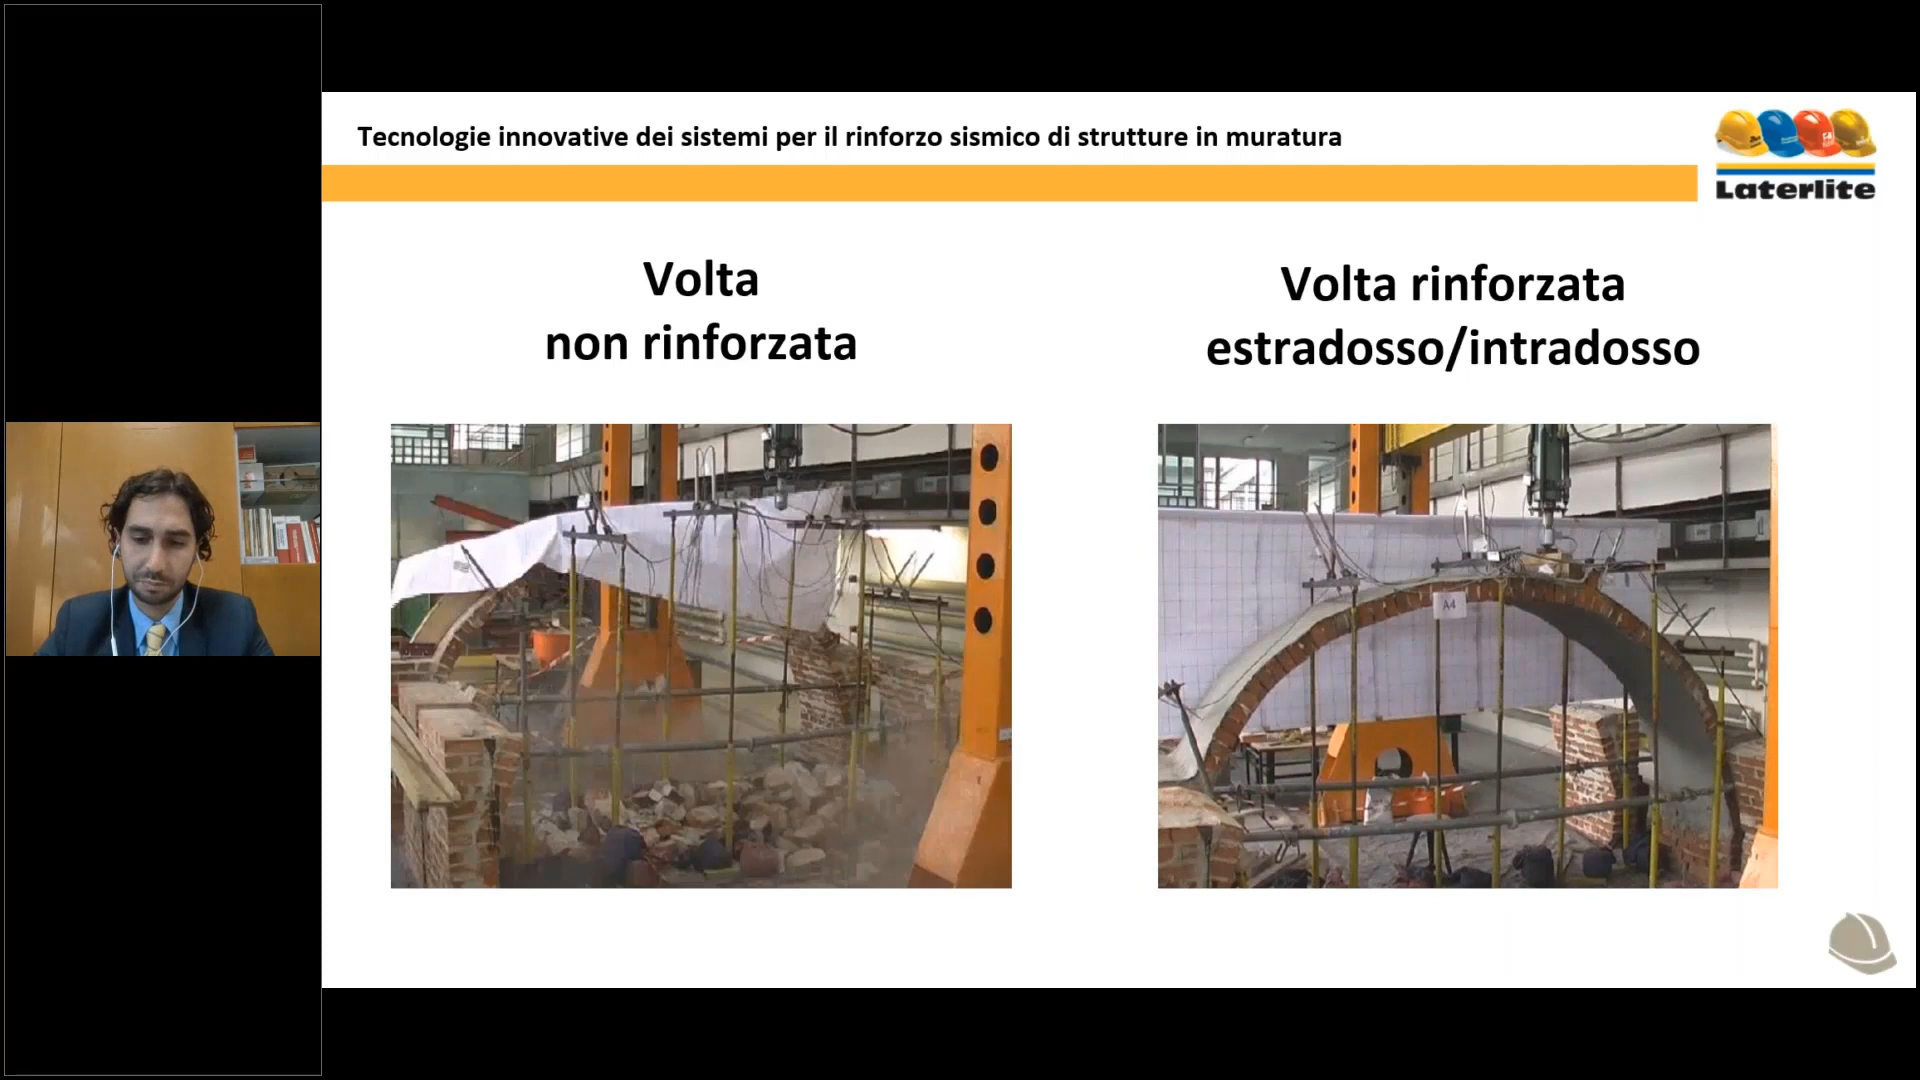 Tecnologie innovative dei sistemi per il rinforzo sismico di strutture in muratura
Laterlite
Volta
non rinforzata
Volta rinforzata
estradosso/intradosso
A4